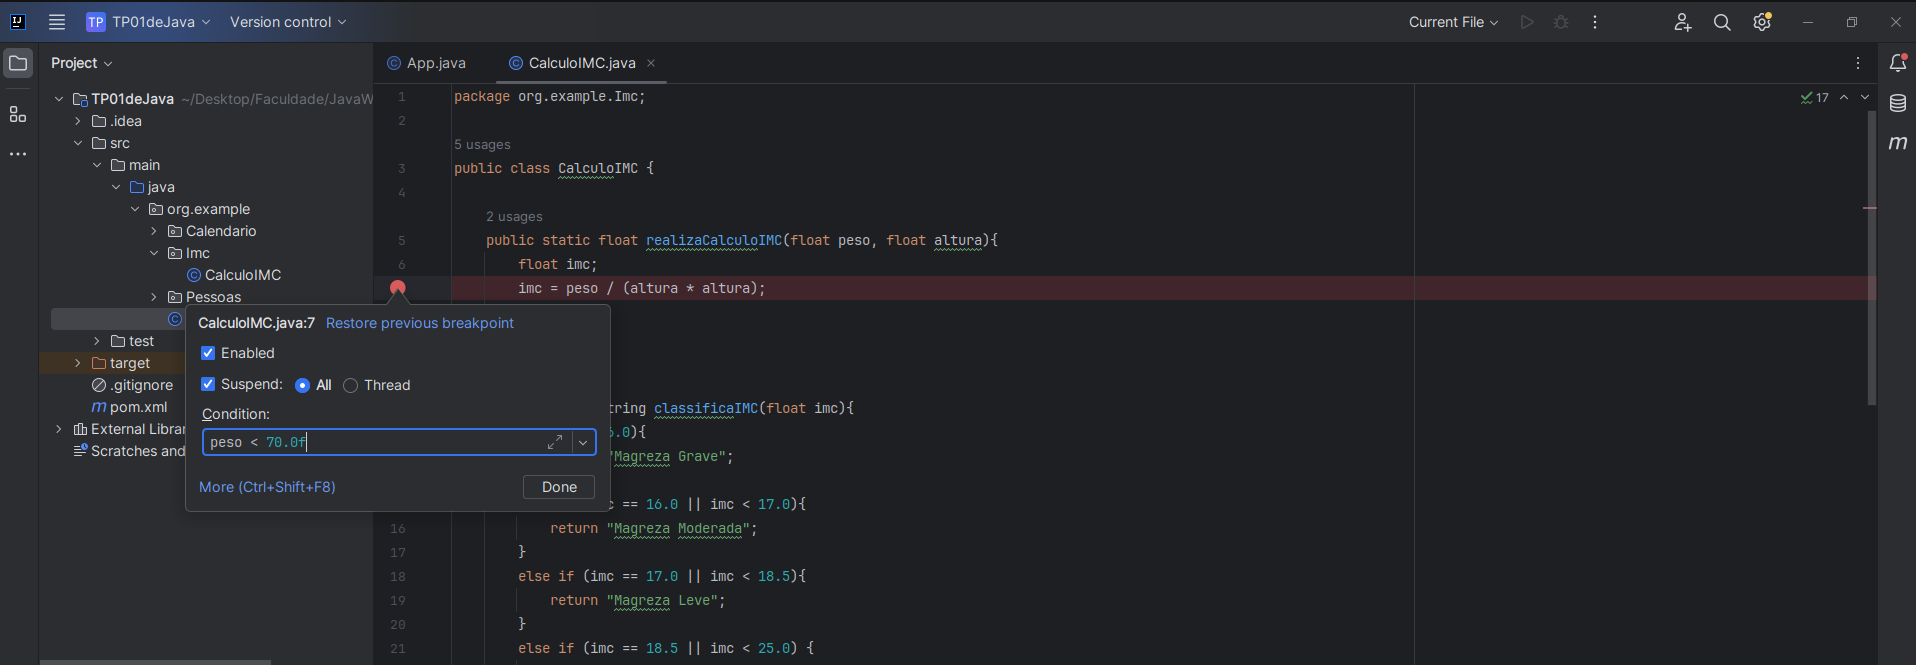 TP TP01deJava Version control Current File
Project
App.java CalculoIMC.java
TP01deJava ~/Desktop/Faculdade/JavaW
.idea
src
main
java
org.example
Calendario
Imc
CalculoIMC
Pessoas
test
target
.gitignore
pom.xml
External Librar
Scratches and
17
1 package org.example.Imc;
2
5 usages
3 public class CalculoIMC {
4
2 usages
5 public static float realizaCalculoIMC(float peso, float altura){
6 float imc;
imc = peso / (altura * altura);
CalculoIMC.java:7 Restore previous breakpoint
Enabled
Suspend: All Thread
Condition:
peso < 70.0f
More (Ctrl+Shift+F8) Done
tring classificaIMC(float imc){
6.0){
"Magreza Grave";
c == 16.0 || imc < 17.0){
16 return "Magreza Moderada";
17 }
18 else if (imc == 17.0 || imc < 18.5){
19 return "Magreza Leve";
20 }
21 else if (imc == 18.5 || imc < 25.0) {